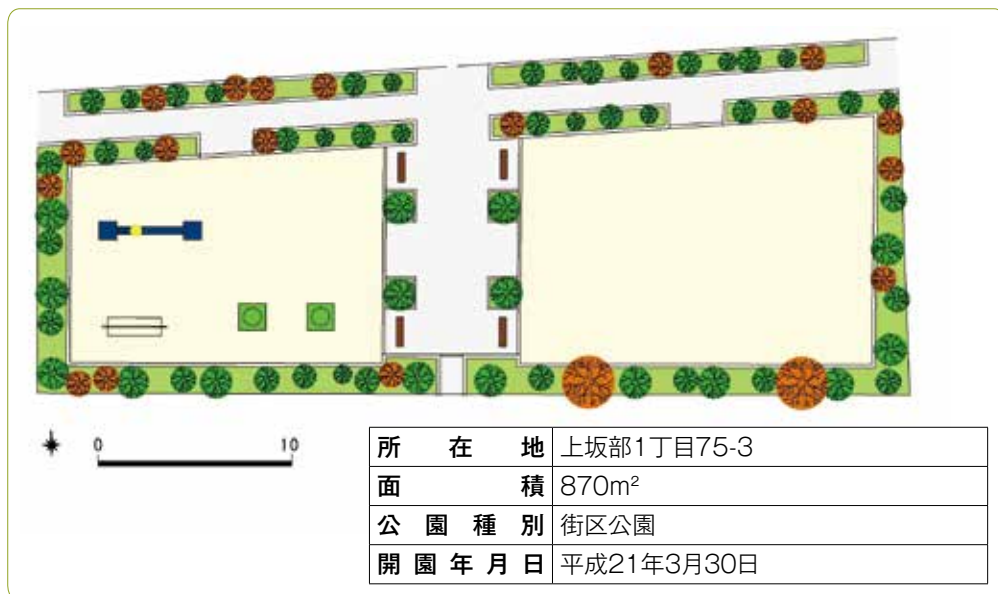 0 10
所在地 上坂部1丁目75-3
面積 870m²
公園種別 街区公園
開園年月日 平成21年3月30日